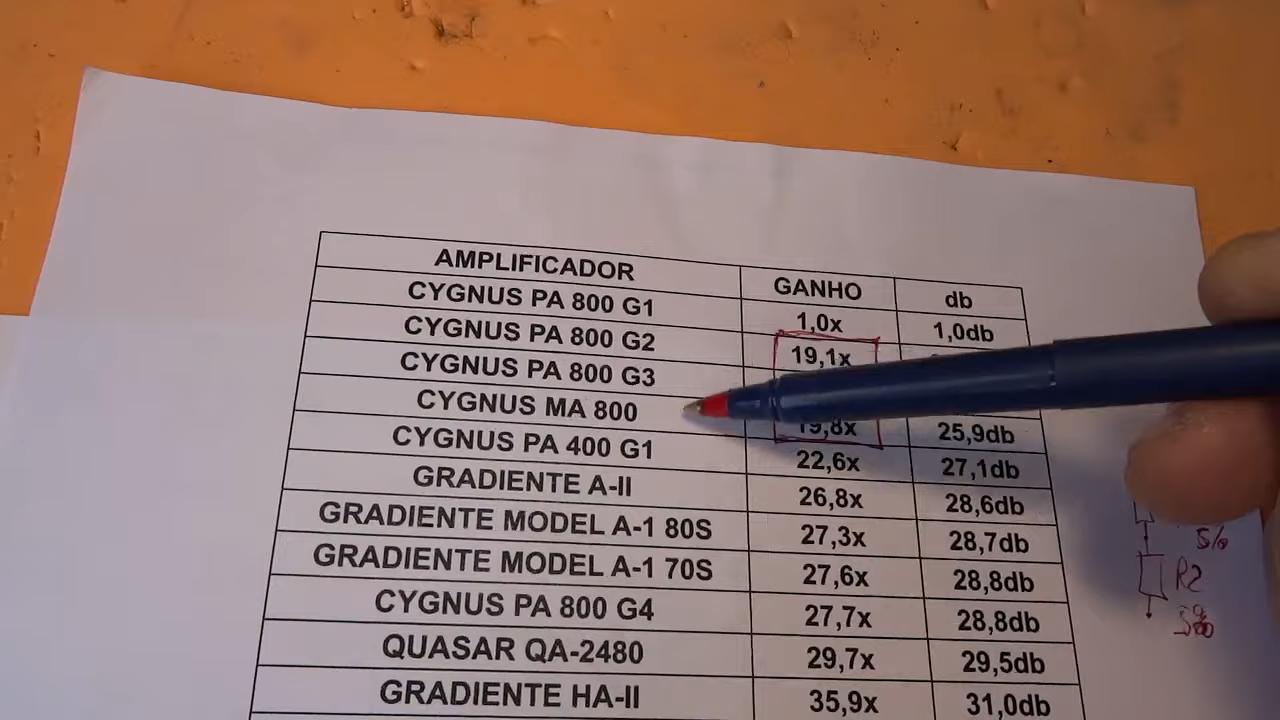 AMPLIFICADOR GANHO db
CYGNUS PA 800 G1 1,0x 1,0db
CYGNUS PA 800 G2 19,1x
CYGNUS PA 800 G3
CYGNUS MA 800 19,8x 25,9db
CYGNUS PA 400 G1 22,6x 27,1db
GRADIENTE A-II 26,8x 28,6db
GRADIENTE MODEL A-1 80S 27,3x 28,7db
GRADIENTE MODEL A-1 70S 27,6x 28,8db
CYGNUS PA 800 G4 27,7x 28,8db
QUASAR QA-2480 29,7x 29,5db
GRADIENTE HA-II 35,9x 31,0db
5%
R2
5%